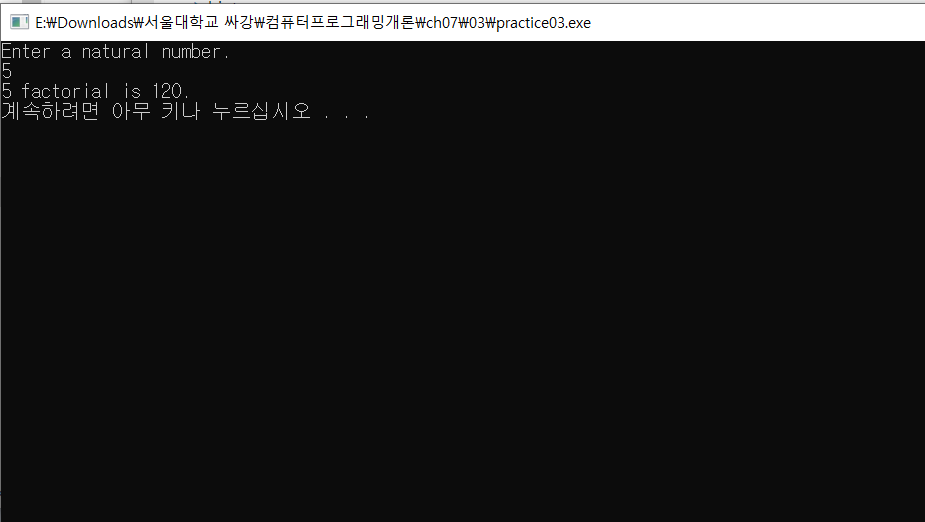 E:₩Downloads₩서울대학교 싸강₩컴퓨터프로그래밍개론₩ch07₩03₩practice03.exe
Enter a natural number.
5
5 factorial is 120.
계속하려면 아무 키나 누르십시오 . . .